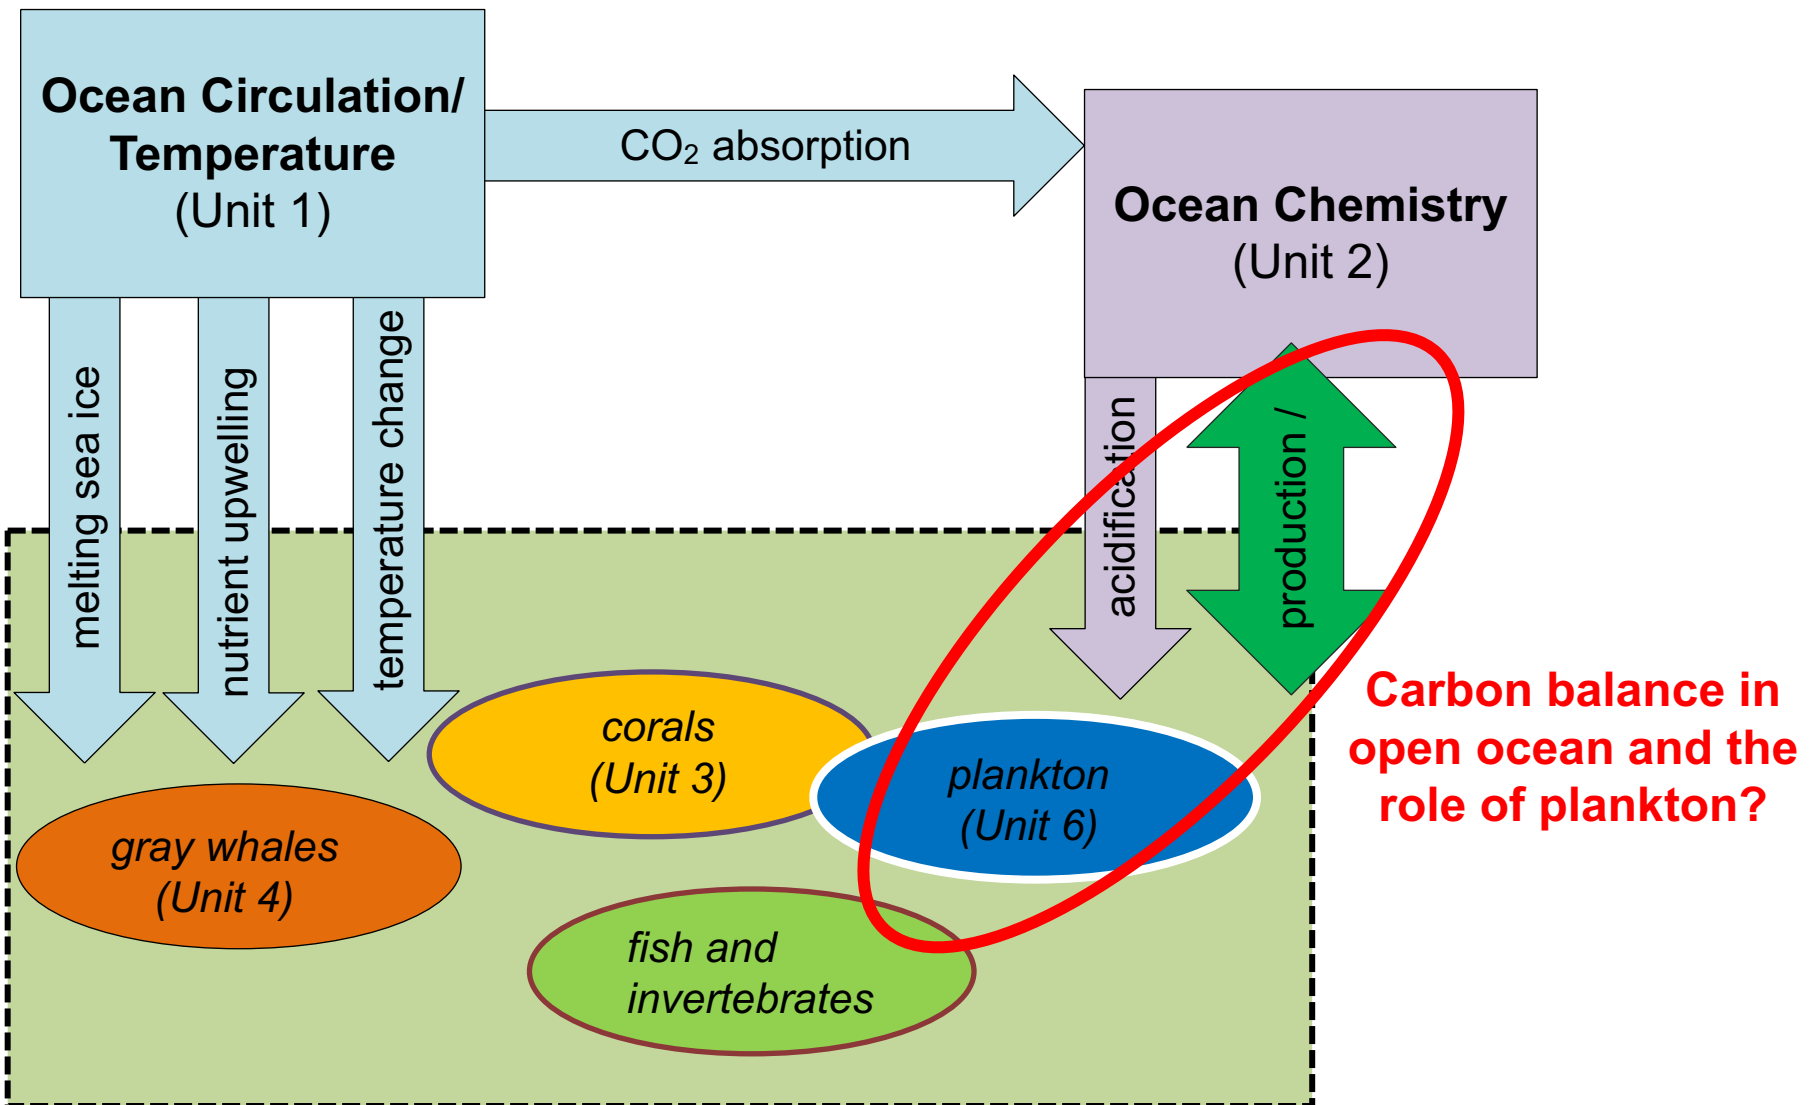 Ocean Circulation/
Temperature
(Unit 1)
CO₂ absorption
Ocean Chemistry
(Unit 2)
melting sea ice
nutrient upwelling
temperature change
acidification
production /
corals
(Unit 3)
plankton
(Unit 6)
gray whales
(Unit 4)
fish and
invertebrates
Carbon balance in
open ocean and the
role of plankton?